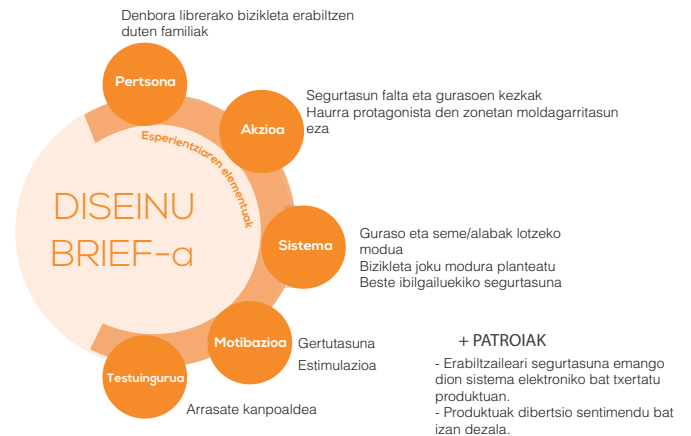 Denbora librerako bizikleta erabiltzen
duten familiak
Pertsona
Segurtasun falta eta gurasoen kezkak
Haurra protagonista den zonetan moldagarritasun
eza
Akzioa
Esperientziaren elementuak
DISEINU
BRIEF-a
Sistema
Guraso eta seme/alabak lotzeko
modua
Bizikleta joku modura planteatu
Beste ibilgailuekiko segurtasuna
Motibazioa
Gertutasuna
Estimulazioa
Testuingurua
Arrasate kanpoaldea
+ PATROIAK
- Erabiltzaileari segurtasuna emango
dion sistema elektroniko bat txertatu
produktuan.
- Produktuak dibertsio sentimendu bat
izan dezala.